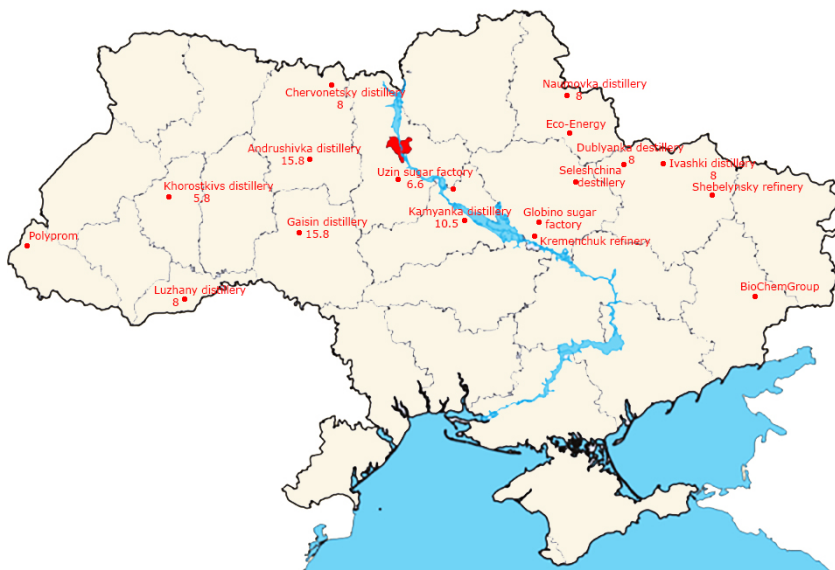 Chervonetsky distillery
8
Naumovka distillery
8
Eco-Energy
Andrushivka distillery
15.8
Dublyanka destillery
8
Ivashki distillery
8
Uzin sugar factory
6.6
Seleshchina
destillery
Khorostkivs distillery
5.8
Shebelynsky refinery
Kamyanka distillery
10.5
Globino sugar
factory
Gaisin distillery
15.8
Polyprom
Kremenchuk refinery
Luzhany distillery
8
BioChemGroup